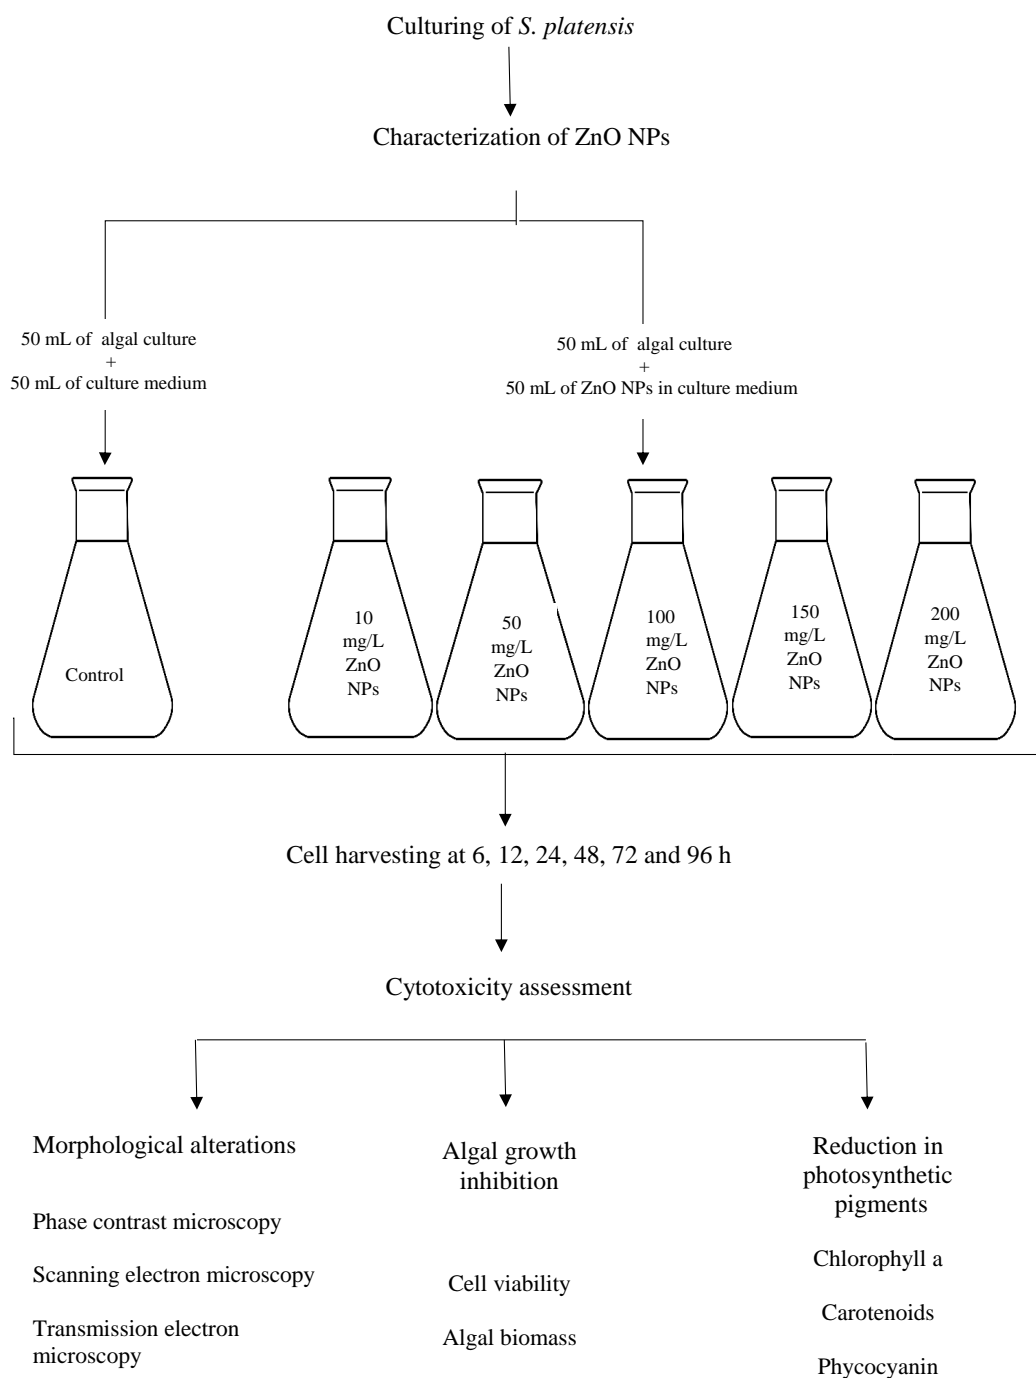 Culturing of S. platensis
Characterization of ZnO NPs
50 mL of algal culture
+
50 mL of culture medium
50 mL of algal culture
+
50 mL of ZnO NPs in culture medium
Control
10
mg/L
ZnO
NPs
50
mg/L
ZnO
NPs
100
mg/L
ZnO
NPs
150
mg/L
ZnO
NPs
200
mg/L
ZnO
NPs
Cell harvesting at 6, 12, 24, 48, 72 and 96 h
Cytotoxicity assessment
Morphological alterations
Phase contrast microscopy
Scanning electron microscopy
Transmission electron
microscopy
Algal growth
inhibition
Cell viability
Algal biomass
Reduction in
photosynthetic
pigments
Chlorophyll a
Carotenoids
Phycocyanin